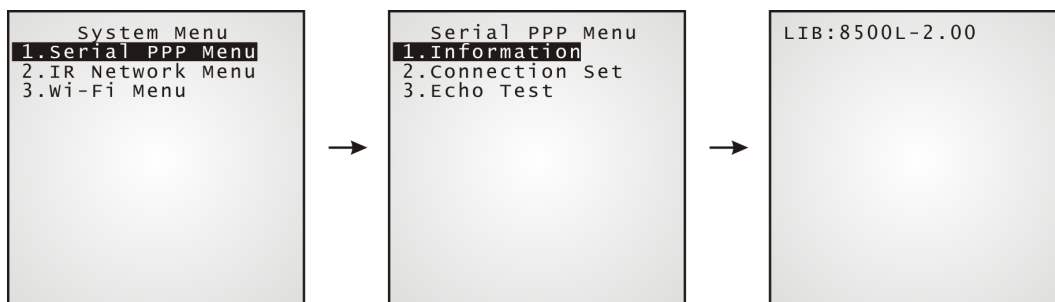 System Menu
1.Serial PPP Menu
2.IR Network Menu
3.Wi-Fi Menu
Serial PPP Menu
1.Information
2.Connection Set
3.Echo Test
LIB:8500L-2.00